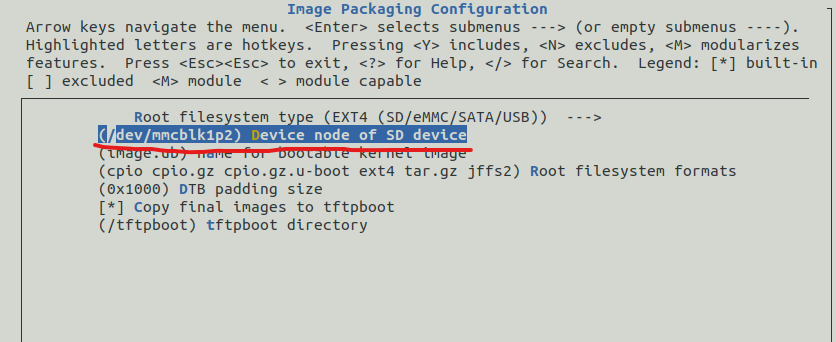 Image Packaging Configuration
Arrow keys navigate the menu.  <Enter> selects submenus ---> (or empty submenus ----).
Highlighted letters are hotkeys.  Pressing <Y> includes, <N> excludes, <M> modularizes
features.  Press <Esc><Esc> to exit, <?> for Help, </> for Search.  Legend: [*] built-in
[ ] excluded  <M> module  < > module capable
Root filesystem type (EXT4 (SD/eMMC/SATA/USB))  --->
(/dev/mmcblk1p2) Device node of SD device
(image.ub) name for bootable kernel image
(cpio cpio.gz cpio.gz.u-boot ext4 tar.gz jffs2) Root filesystem formats
(0x1000) DTB padding size
[*] Copy final images to tftpboot
(/tftpboot) tftpboot directory